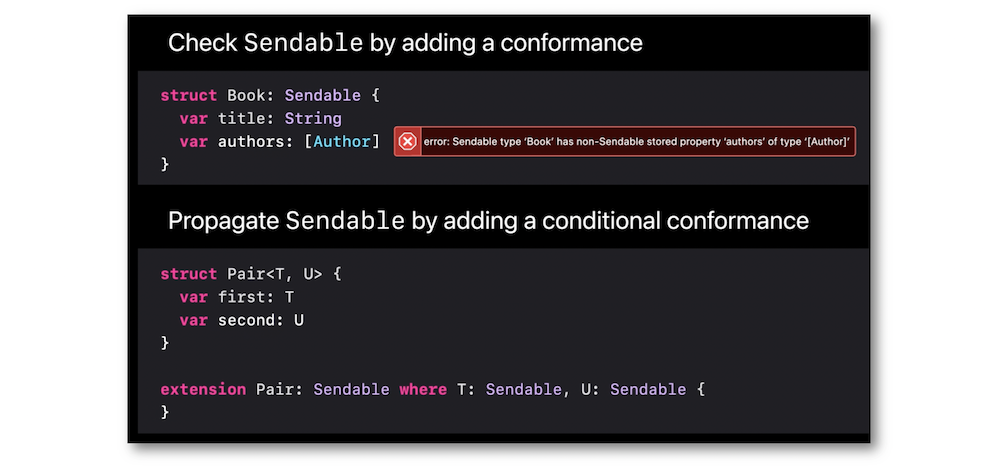 Check Sendable by adding a conformance
struct Book: Sendable {
var title: String
var authors: [Author]
error: Sendable type ‘Book’ has non-Sendable stored property ‘authors’ of type ‘[Author]’
}
Propagate Sendable by adding a conditional conformance
struct Pair<T, U> {
var first: T
var second: U
}
extension Pair: Sendable where T: Sendable, U: Sendable {
}